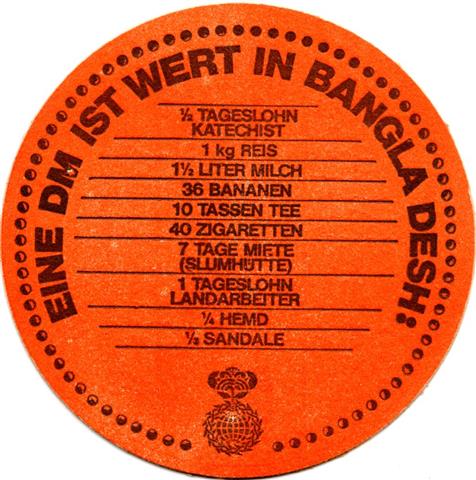 EINE DM IST WERT IN BANGLA DESH:
½ TAGESLOHN
KATECHIST
1 kg REIS
1½ LITER MILCH
36 BANANEN
10 TASSEN TEE
40 ZIGARETTEN
7 TAGE MIETE
(SLUMHÜTTE)
1 TAGESLOHN
LANDARBEITER
¼ HEMD
⅓ SANDALE